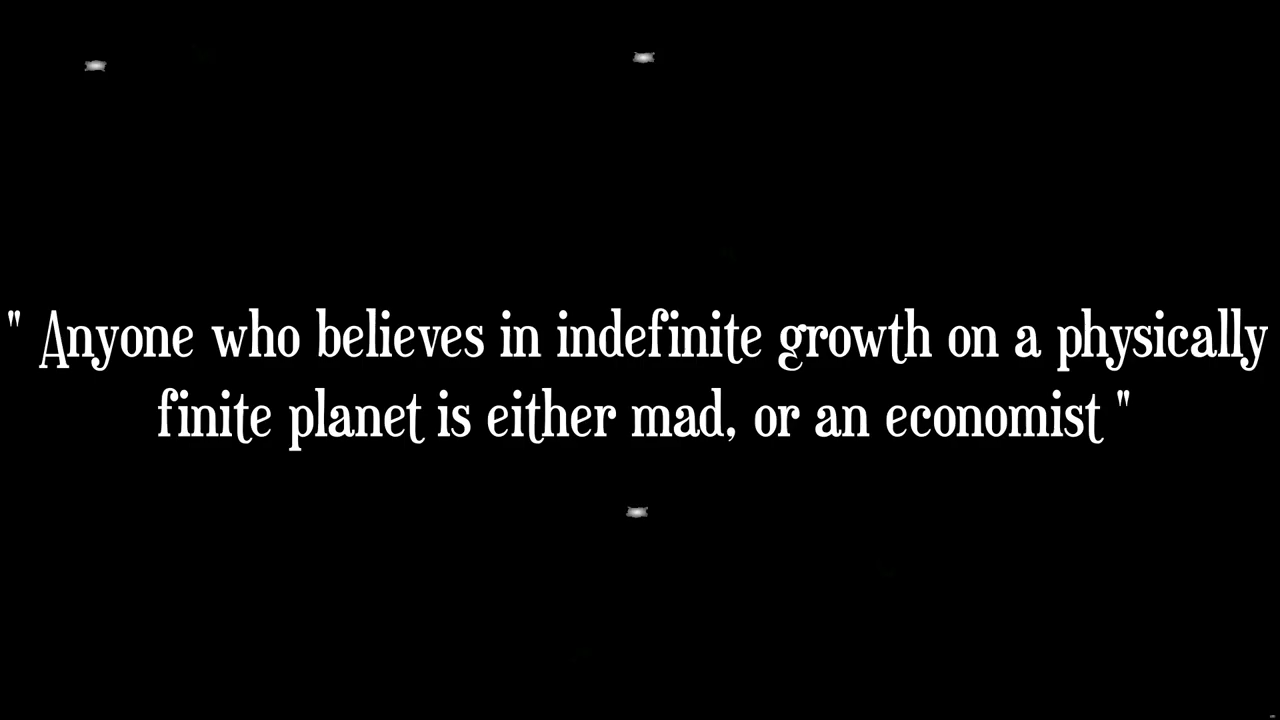 " Anyone who believes in indefinite growth on a physically
finite planet is either mad, or an economist "